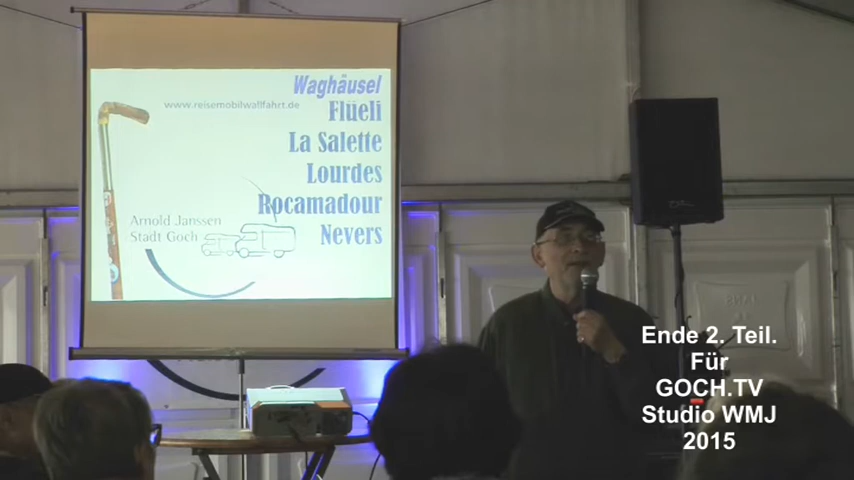 Waghäusel
www.reisemobilwallfahrt.de
Flüeli
La Salette
Lourdes
Rocamadour
Nevers
Arnold Janssen
Stadt Goch
Ende 2. Teil.
Für
GOCH.TV
Studio WMJ
2015